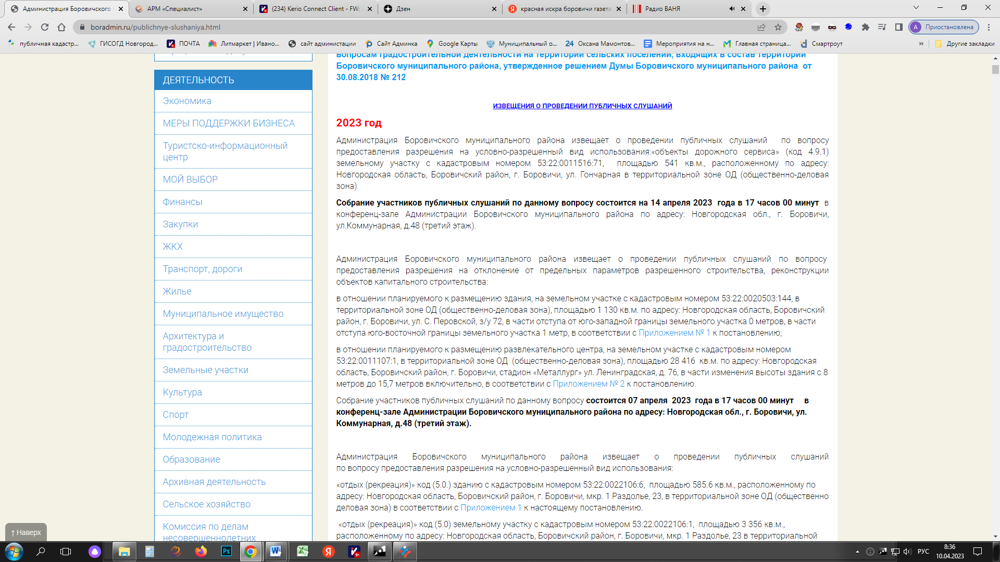 Администрация Боровичского
АРМ «Специалист»
(234) Kerio Connect Client - FW:
Дзен
красная искра боровичи газета
Радио ВАНЯ
boradmin.ru/publichnye-slushaniya.html
Приостановлена
публичная кадастр...
ГИСОГД Новгород...
ПОЧТА
Литмаркет | Ивано...
сайт администации
Сайт Админка
Google Карты
Муниципальный о...
Оксана Мамонтов...
Мероприятия на н...
Главная страница...
Смартроут
»
Другие закладки
ДЕЯТЕЛЬНОСТЬ
Экономика
МЕРЫ ПОДДЕРЖКИ БИЗНЕСА
Туристско-информационный
центр
МОЙ ВЫБОР
Финансы
Закупки
ЖКХ
Транспорт, дороги
Жилье
Муниципальное имущество
Архитектура и
градостроительство
Земельные участки
Культура
Спорт
Молодежная политика
Образование
Архивная деятельность
Сельское хозяйство
Комиссия по делам
несовершеннолетних
↑ Наверх
вопросам градостроительной деятельности на территории сельских поселений, входящих в состав территории
Боровичского муниципального района, утвержденное решением Думы Боровичского муниципального района от
30.08.2018 № 212
ИЗВЕЩЕНИЯ О ПРОВЕДЕНИИ ПУБЛИЧНЫХ СЛУШАНИЙ
2023 год
Администрация Боровичского муниципального района извещает о проведении публичных слушаний по вопросу
предоставления разрешения на условно-разрешенный вид использования:«объекты дорожного сервиса» (код 4.9.1)
земельному участку с кадастровым номером 53:22:0011516:71, площадью 541 кв.м., расположенному по адресу:
Новгородская область, Боровичский район, г. Боровичи, ул. Гончарная в территориальной зоне ОД (общественно-деловая
зона)
Собрание участников публичных слушаний по данному вопросу состоится на 14 апреля 2023 года в 17 часов 00 минут в
конференц-зале Администрации Боровичского муниципального района по адресу: Новгородская обл., г. Боровичи,
ул.Коммунарная, д.48 (третий этаж).
Администрация Боровичского муниципального района извещает о проведении публичных слушаний по вопросу
предоставления разрешения на отклонение от предельных параметров разрешенного строительства, реконструкции
объектов капитального строительства:
в отношении планируемого к размещению здания, на земельном участке с кадастровым номером 53:22:0020503:144, в
территориальной зоне ОД (общественно-деловая зона), площадью 1 130 кв.м. по адресу: Новгородская область, Боровичский
район, г. Боровичи, ул. С. Перовской, з/у 72, в части отступа от юго-западной границы земельного участка 0 метров, в части
отступа юго-восточной границы земельного участка 1 метр, в соответствии с Приложением № 1 к постановлению;
в отношении планируемого к размещению развлекательного центра, на земельном участке с кадастровым номером
53:22:0011107:1, в территориальной зоне ОД (общественно-деловая зона), площадью 28 416 кв.м. по адресу: Новгородская
область, Боровичский район, г. Боровичи, стадион «Металлург» ул. Ленинградская, д. 76, в части изменения высоты здания с 8
метров до 15,7 метров включительно, в соответствии с Приложением № 2 к постановлению.
Собрание участников публичных слушаний по данному вопросу состоится 07 апреля 2023 года в 17 часов 00 минут в
конференц-зале Администрации Боровичского муниципального района по адресу: Новгородская обл., г. Боровичи, ул.
Коммунарная, д.48 (третий этаж).
Администрация Боровичского муниципального района извещает о проведении публичных слушаний
по вопросу предоставления разрешения на условно-разрешенный вид использования:
«отдых (рекреация)» код (5.0.) зданию с кадастровым номером 53:22:0022106:6, площадью 585.6 кв.м., расположенному по
адресу: Новгородская область, Боровичский район, г. Боровичи, мкр. 1 Раздолье, 23, в территориальной зоне ОД (общественно
деловая зона) в соответствии с Приложением 1 к настоящему постановлению.
«отдых (рекреация)» код (5.0) земельному участку с кадастровым номером 53:22:0022106:1, площадью 3 356 кв.м.,
расположенному по адресу: Новгородская область, Боровичский район, г. Боровичи, мкр. 1 Раздолье, 23 в территориальной
РУС
8:36
10.04.2023